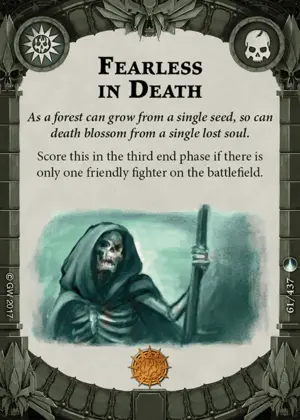 Fearless
in Death
As a forest can grow from a single seed, so can
death blossom from a single lost soul.
Score this in the third end phase if there is
only one friendly fighter on the battlefield.
© GW 2017
61/437